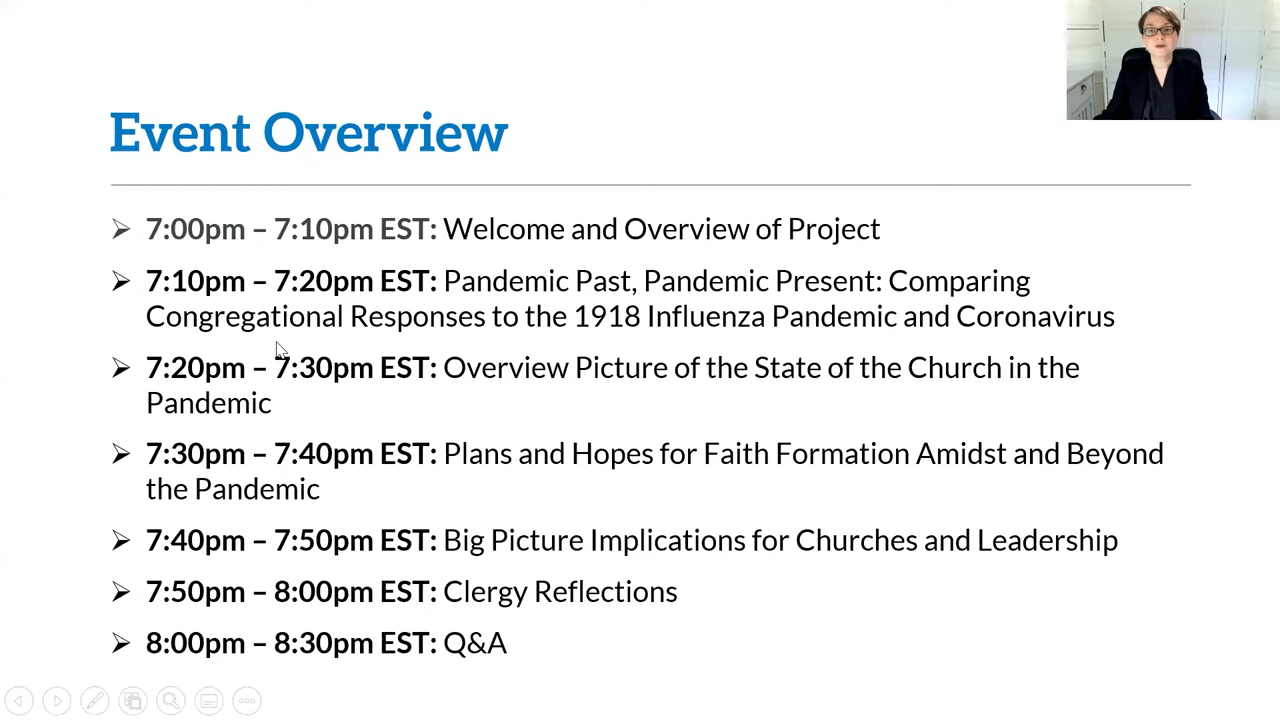 Event Overview
7:00pm – 7:10pm EST: Welcome and Overview of Project
7:10pm – 7:20pm EST: Pandemic Past, Pandemic Present: Comparing
Congregational Responses to the 1918 Influenza Pandemic and Coronavirus
7:20pm – 7:30pm EST: Overview Picture of the State of the Church in the
Pandemic
7:30pm – 7:40pm EST: Plans and Hopes for Faith Formation Amidst and Beyond
the Pandemic
7:40pm – 7:50pm EST: Big Picture Implications for Churches and Leadership
7:50pm – 8:00pm EST: Clergy Reflections
8:00pm – 8:30pm EST: Q&A